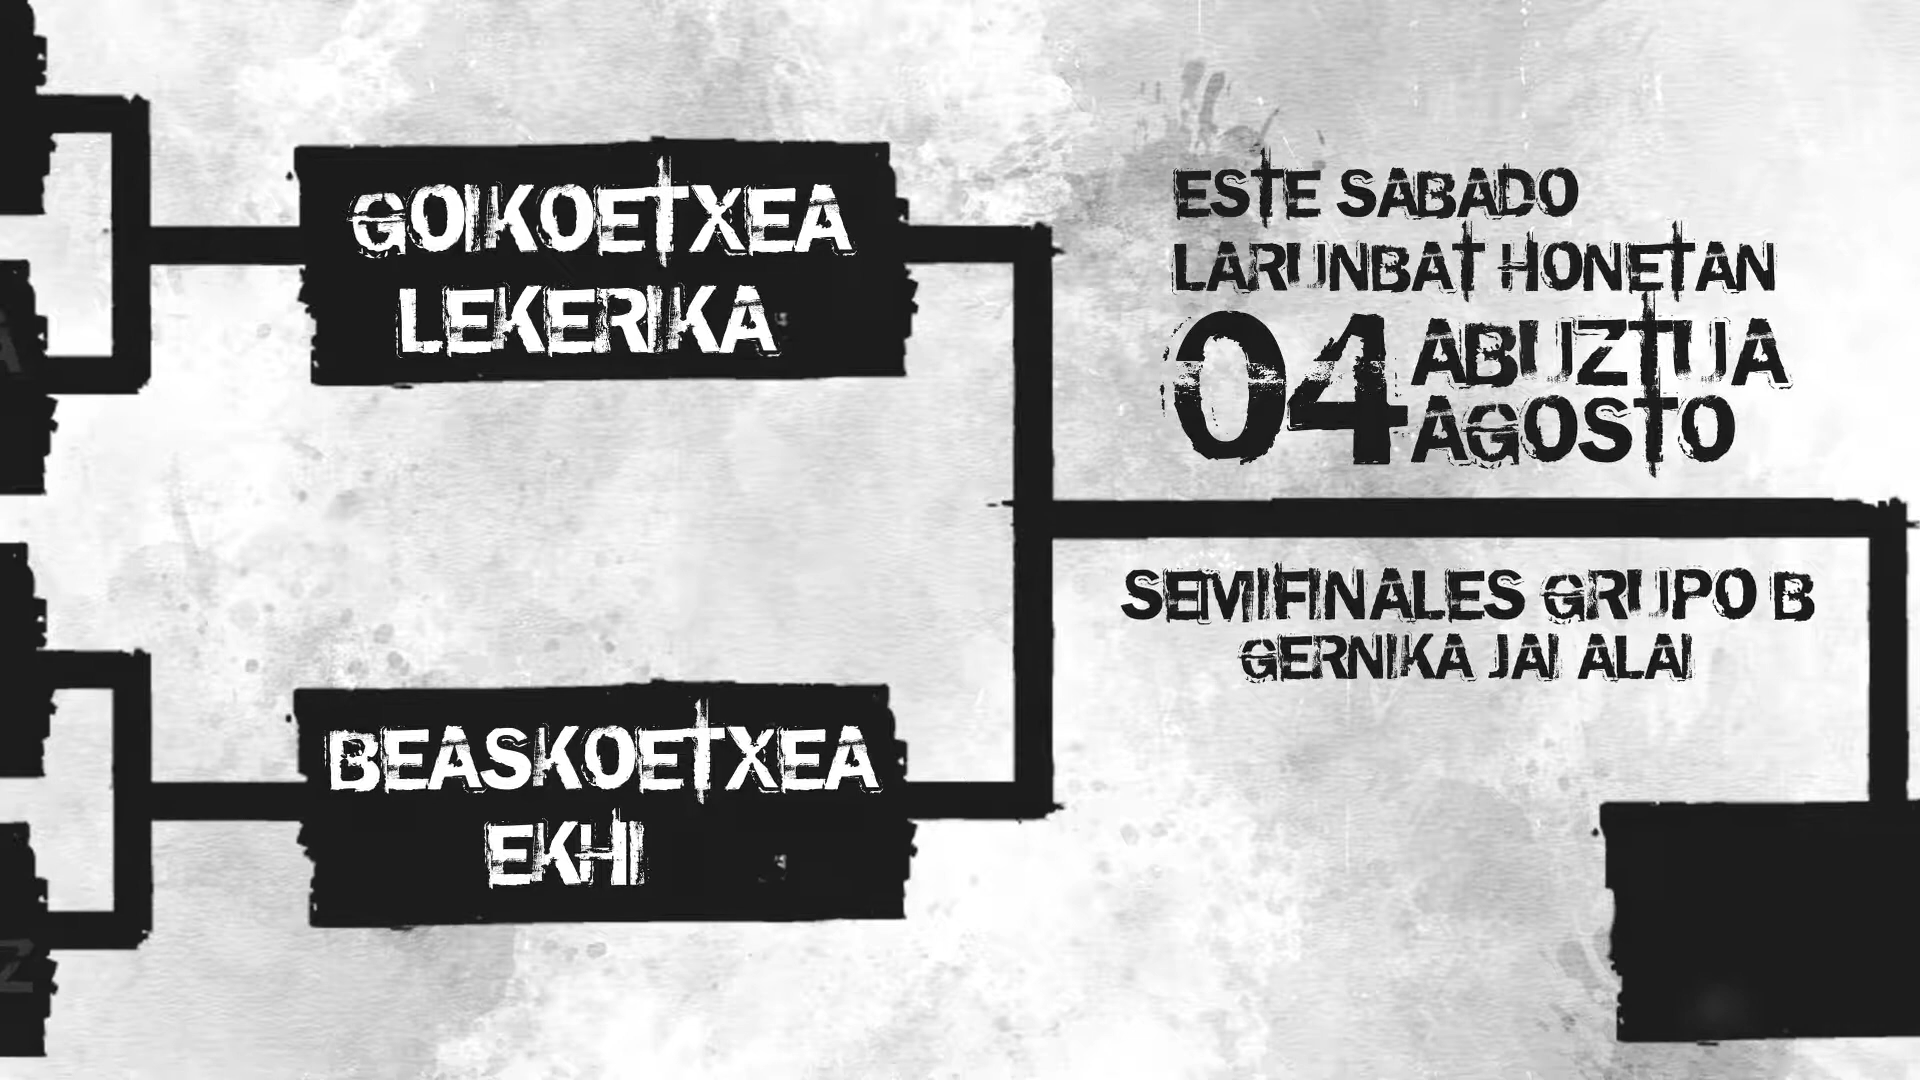 GOIKOETXEA
LEKERIKA
BEASKOETXEA
EKHI
ESTE SABADO
LARUNBAT HONETAN
04 ABUZTUA
AGOSTO
SEMIFINALES GRUPO B
GERNIKA JAI ALAI